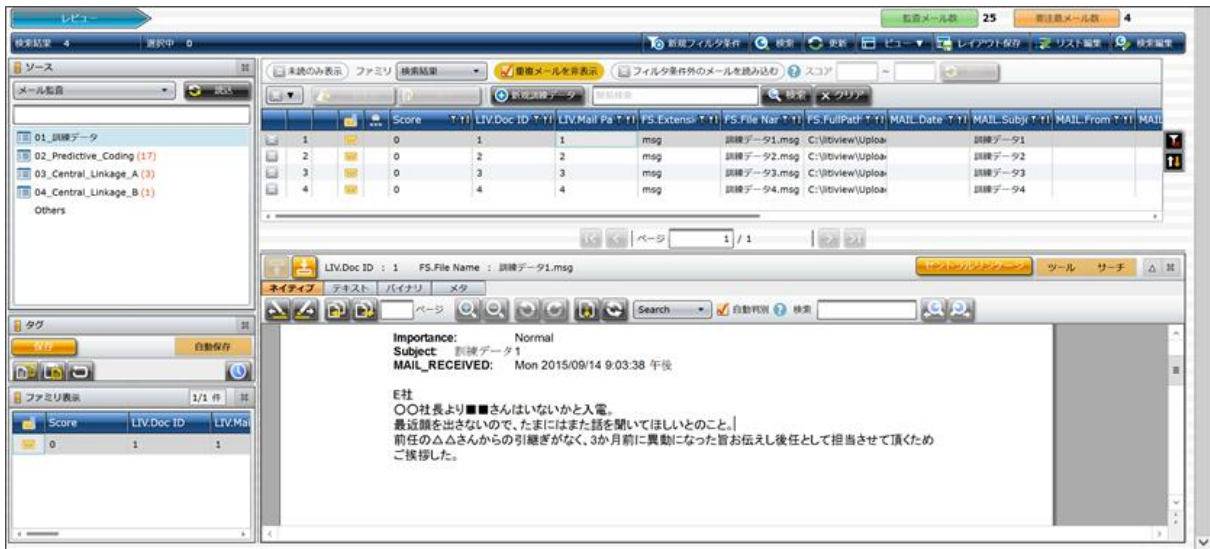 レビュー
監査メール数 25 要注意メール数 4
検索結果 4 選択中 0 新規フィルタ条件 検索 更新 ビュー▼ レイアウト保存 リスト編集 検索編集
ソース
メール監査 読込
01_訓練データ
02_Predictive_Coding (17)
03_Central_Linkage_A (3)
04_Central_Linkage_B (1)
Others
未読のみ表示 ファミリ 検索結果 重複メールを非表示 フィルタ条件外のメールを読み込む スコア ~
新規訓練データ 簡易検索 検索 クリア
Score LIV.Doc ID LIV.Mail Pa FS.Extensi FS.File Nar FS.FullPath MAIL.Date MAIL.Subje MAIL.From MAIL
1 0 1 1 msg 訓練データ1.msg C:\litiview\Uploa 訓練データ1
2 0 2 2 msg 訓練データ2.msg C:\litiview\Uploa 訓練データ2
3 0 3 3 msg 訓練データ3.msg C:\litiview\Uploa 訓練データ3
4 0 4 4 msg 訓練データ4.msg C:\litiview\Uploa 訓練データ4
ページ 1 / 1
LIV.Doc ID : 1 FS.File Name : 訓練データ1.msg セントラルリンケージ ツール サーチ
ネイティブ テキスト バイナリ メタ
ページ Search 自動判別 検索
Importance: Normal
Subject: 訓練データ1
MAIL_RECEIVED: Mon 2015/09/14 9:03:38 午後
E社
〇〇社長より■■さんはいないかと入電。
最近顔を出さないので、たまにはまた話を聞いてほしいとのこと。
前任の△△さんからの引継ぎがなく、3か月前に異動になった旨お伝えし後任として担当させて頂くため
ご挨拶した。
タグ
保存 自動保存
ファミリ表示 1/1 件
Score LIV.Doc ID LIV.Mai
0 1 1